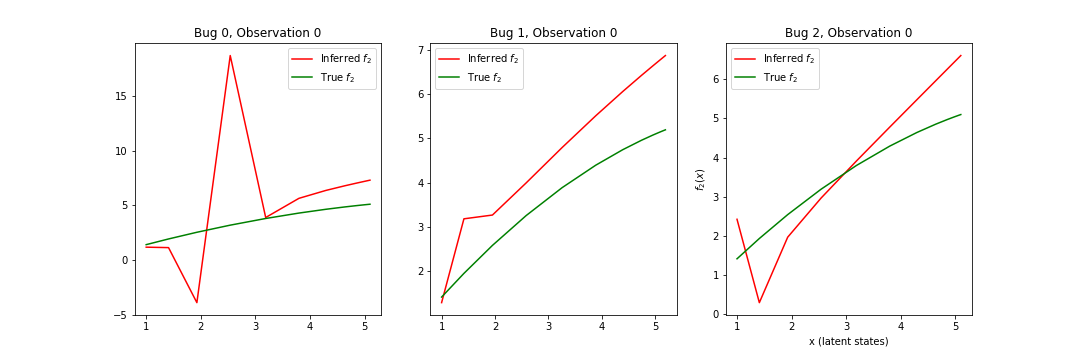 Bug 0, Observation 0
Inferred f₂
True f₂
15
10
5
0
−5
1 2 3 4 5
Bug 1, Observation 0
Inferred f₂
True f₂
7
6
5
4
3
2
1 2 3 4 5
Bug 2, Observation 0
Inferred f₂
True f₂
f₂(x)
6
5
4
3
2
1
0
1 2 3 4 5
x (latent states)